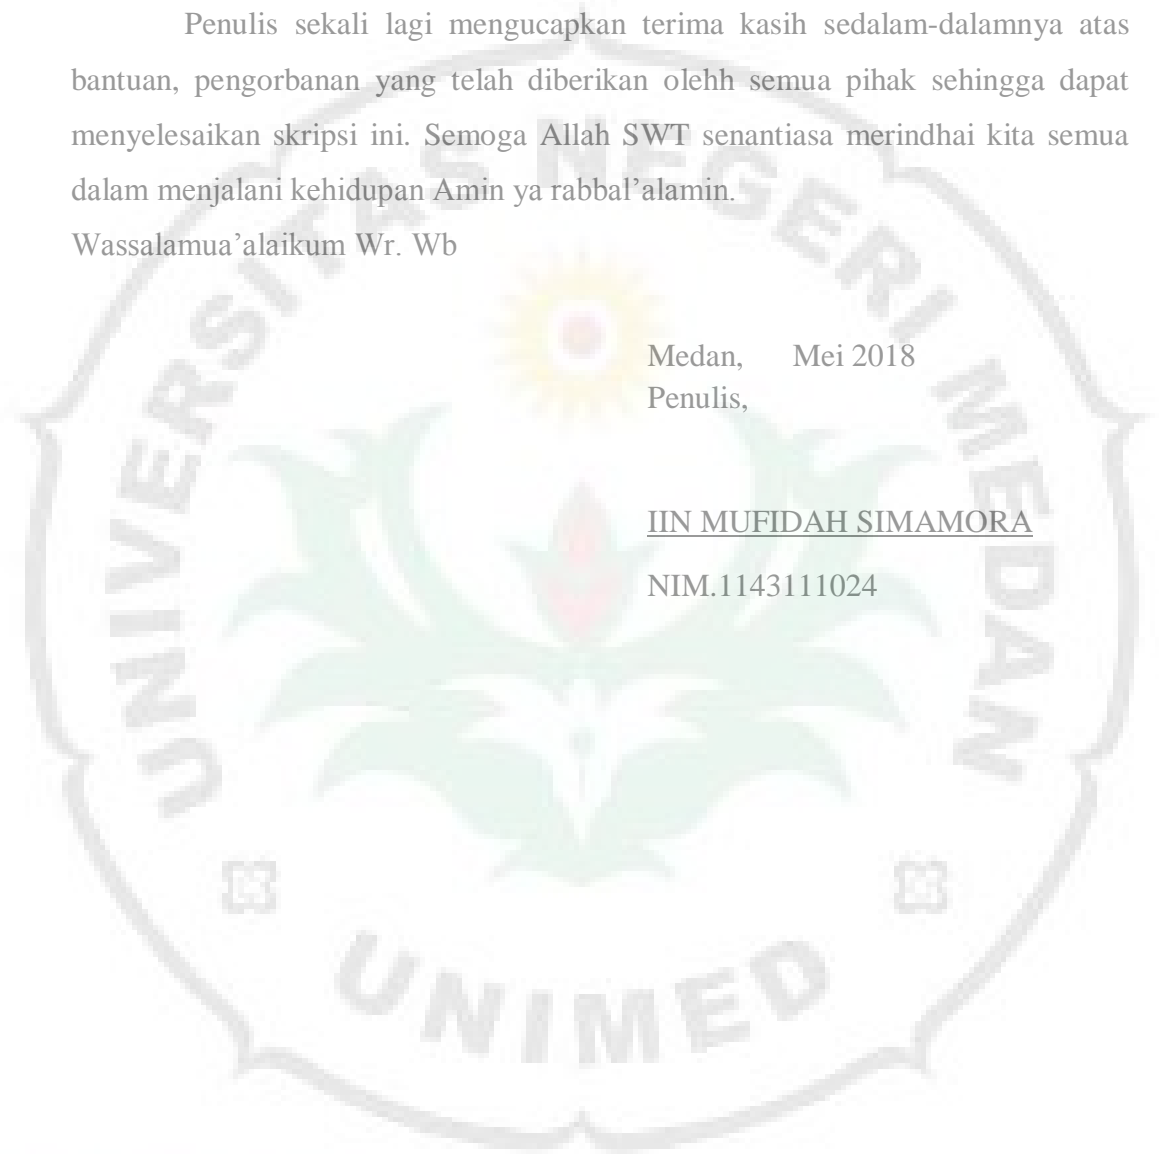 Penulis sekali lagi mengucapkan terima kasih sedalam-dalamnya atas
bantuan, pengorbanan yang telah diberikan olehh semua pihak sehingga dapat
menyelesaikan skripsi ini. Semoga Allah SWT senantiasa merindhai kita semua
dalam menjalani kehidupan Amin ya rabbal’alamin.
Wassalamua’alaikum Wr. Wb
Medan, Mei 2018
Penulis,
IIN MUFIDAH SIMAMORA
NIM.1143111024
UNIVERSITAS NEGERI MEDAN
UNIMED